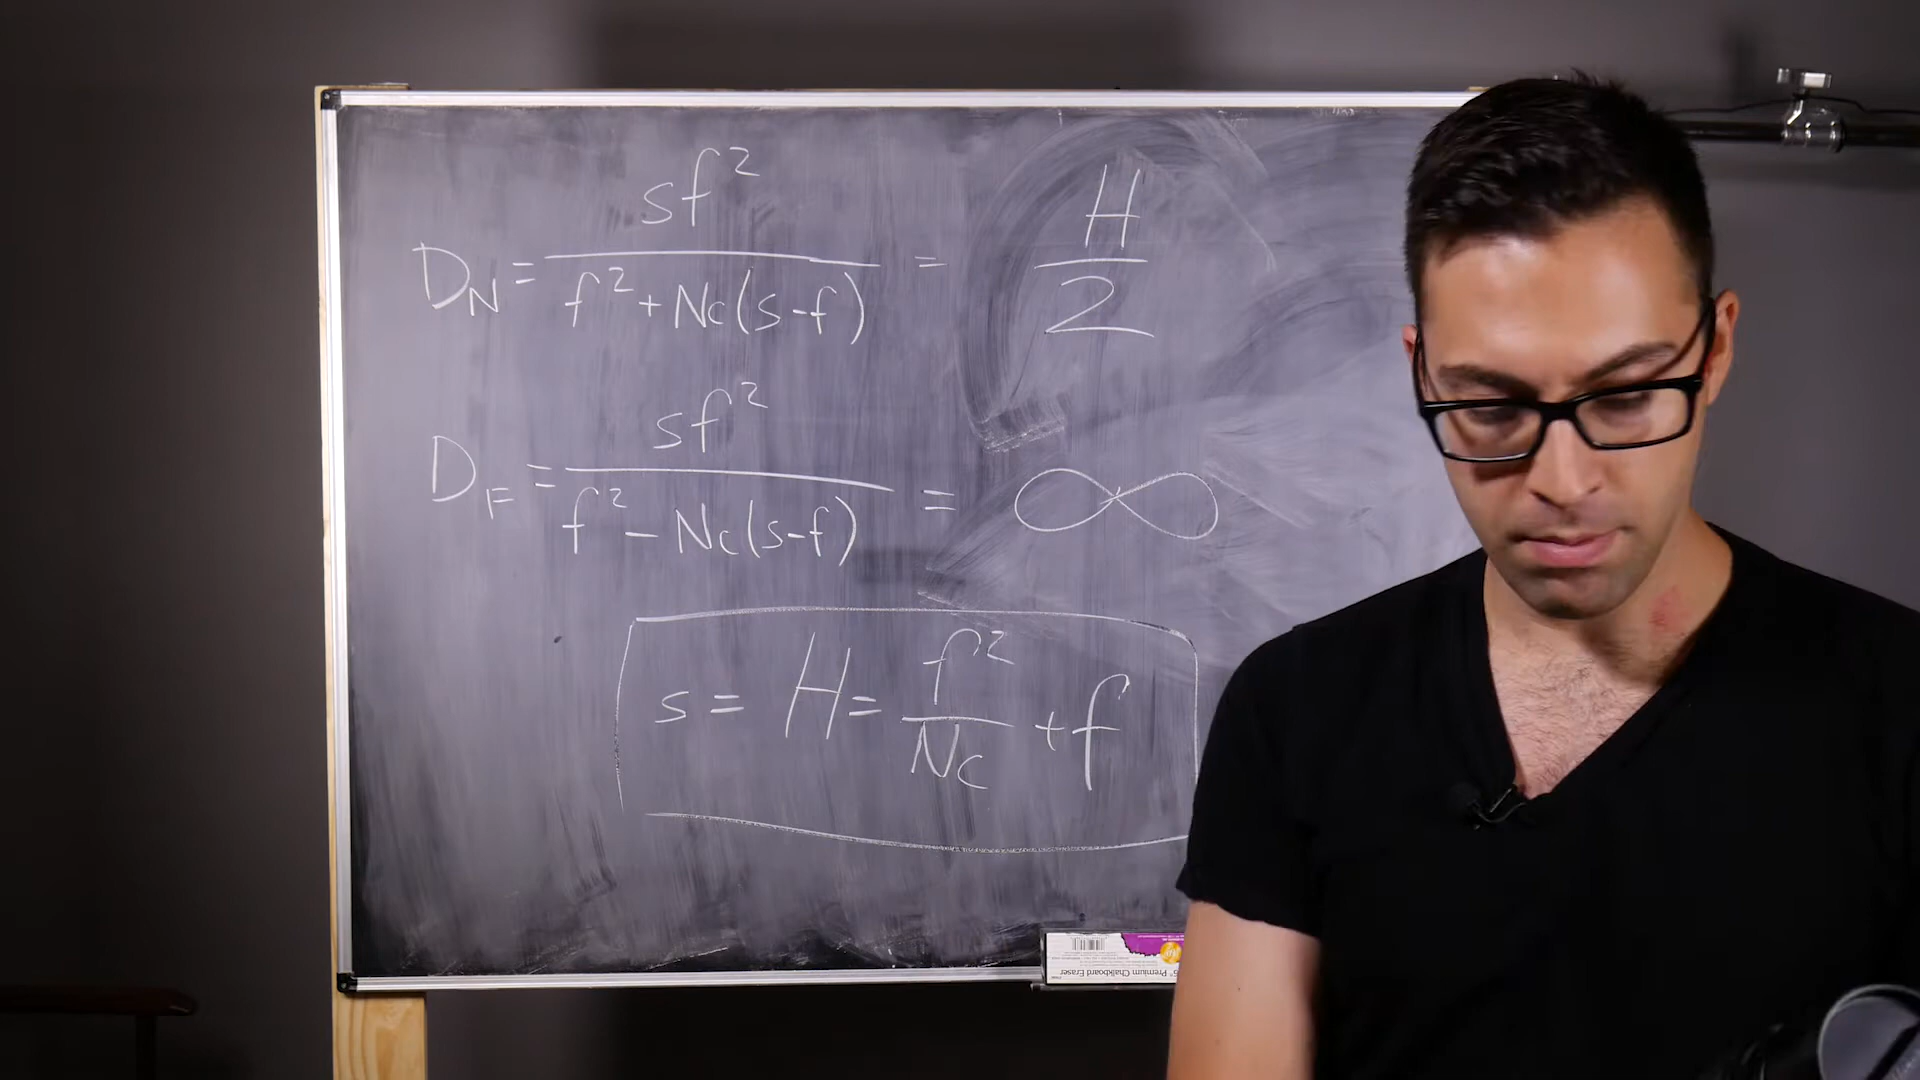 D_N = sf² / (f² + Nc(s-f)) = H/2
D_F = sf² / (f² - Nc(s-f)) = ∞
s = H = f²/Nc + f
Premium Chalkboard Eraser